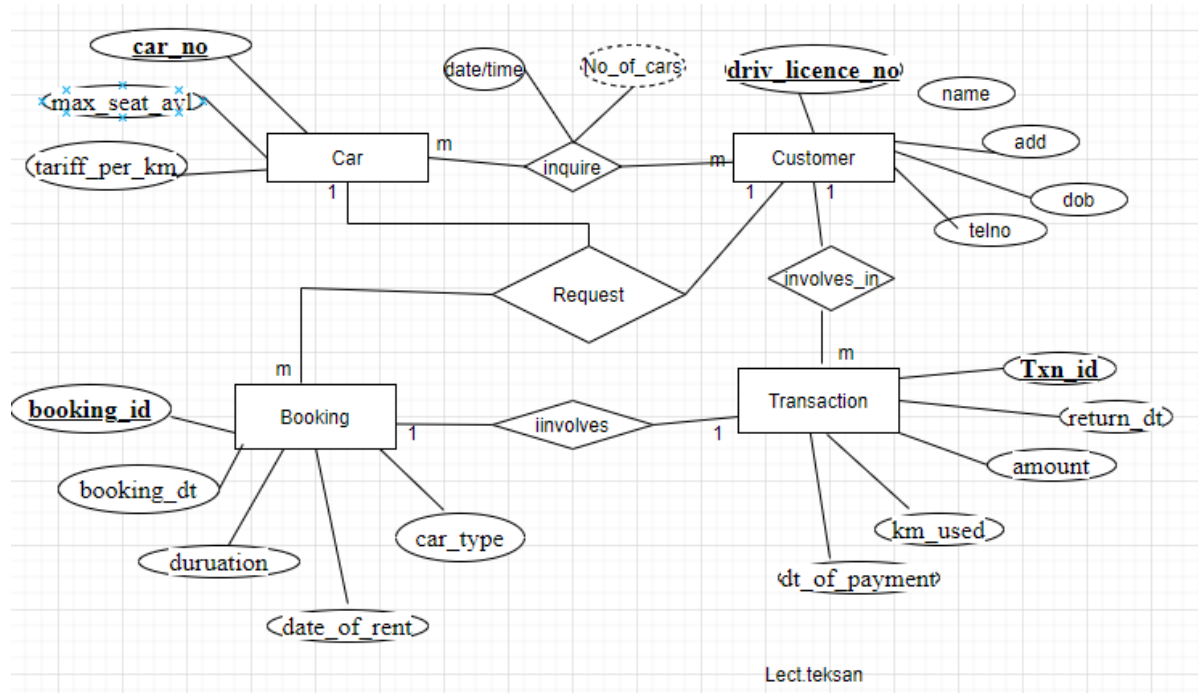 car_no
date/time
No_of_cars
driv_licence_no
name
max_seat_avl
add
tariff_per_km
Car
m
inquire
m
Customer
1
1
1
dob
telno
involves_in
Request
m
m
Txn_id
booking_id
Booking
1
iinvolves
1
Transaction
return_dt
amount
booking_dt
car_type
km_used
duruation
dt_of_payment
date_of_rent
Lect.teksan